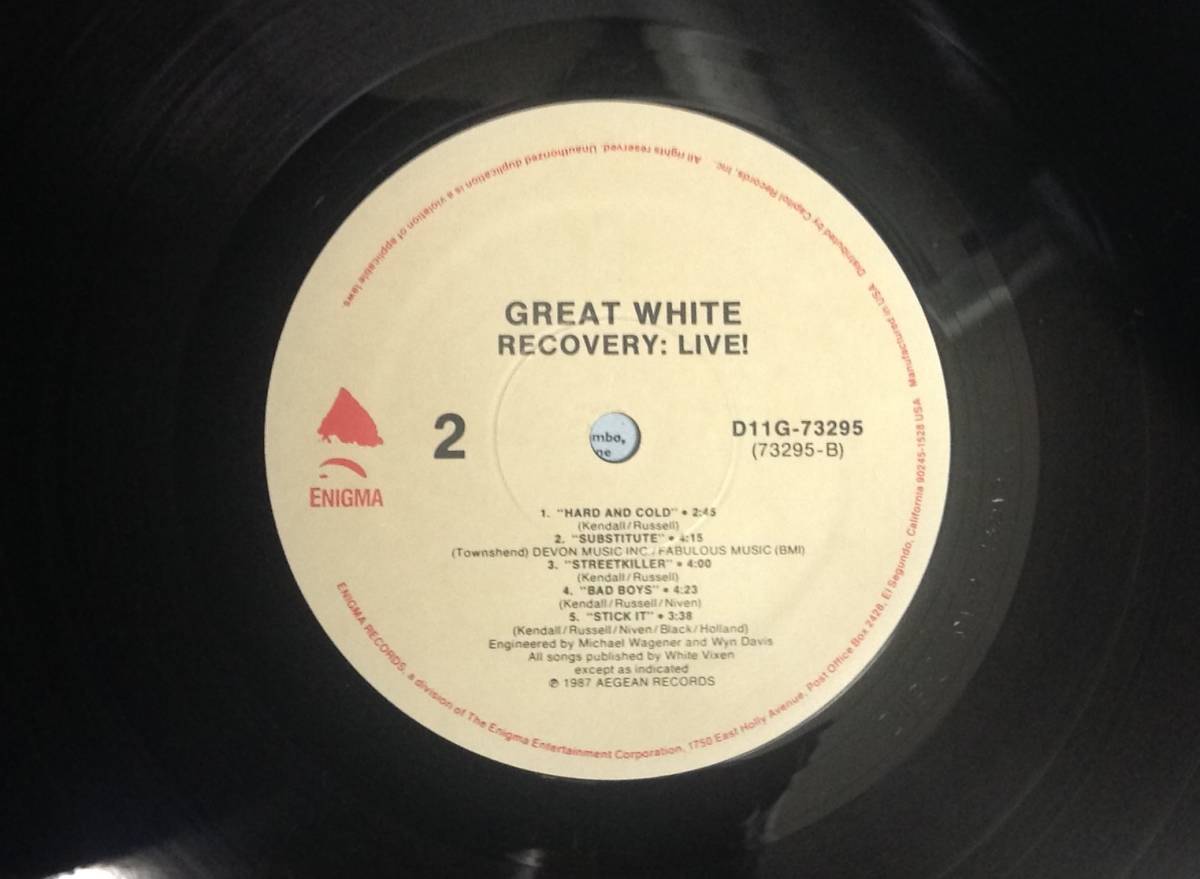 GREAT WHITE
RECOVERY: LIVE!
2
D11G-73295
(73295-B)
ENIGMA
mbo,
ne
1. "HARD AND COLD" • 2:45
(Kendall/Russell)
2. "SUBSTITUTE" • 4:15
(Townshend) DEVON MUSIC INC./FABULOUS MUSIC (BMI)
3. "STREETKILLER" • 4:00
(Kendall/Russell)
4. "BAD BOYS" • 4:23
(Kendall/Russell/Niven)
5. "STICK IT" • 3:38
(Kendall/Russell/Niven/Black/Holland)
Engineered by Michael Wagener and Wyn Davis
All songs published by White Vixen
except as indicated
℗ 1987 AEGEAN RECORDS
ENIGMA RECORDS, a division of The Enigma Entertainment Corporation, 1750 East Holly Avenue, Post Office Box 2428, El Segundo, California 90245-1528 USA Manufactured in USA Distributed by Capitol Records, Inc. All rights reserved. Unauthorized duplication is a violation of applicable laws